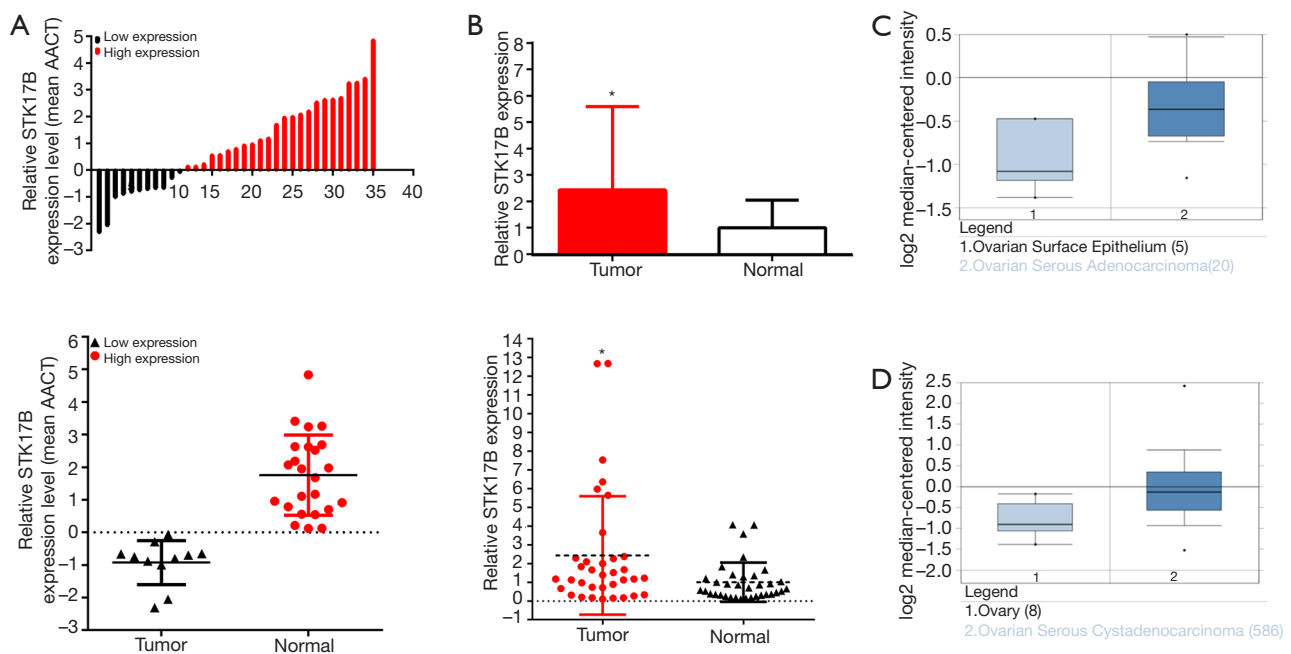 A
Relative STK17B
expression level (mean AACT)
Low expression
High expression
5
4
3
2
1
0
−1
−2
−3
10 15 20 25 30 35 40
Relative STK17B
expression level (mean AACT)
Low expression
High expression
6
5
4
3
2
1
0
−1
−2
−3
Tumor Normal
B
Relative STK17B expression
8
7
6
5
4
3
2
1
0
*
Tumor Normal
Relative STK17B expression
14
13
12
11
10
9
8
7
6
5
4
3
2
1
0
−1
*
Tumor Normal
C
log2 median-centered intensity
0.5
0.0
−0.5
−1.0
−1.5
1 2
Legend
1.Ovarian Surface Epithelium (5)
2.Ovarian Serous Adenocarcinoma(20)
D
log2 median-centered intensity
2.5
2.0
1.5
1.0
0.5
0.0
−0.5
−1.0
−1.5
−2.0
1 2
Legend
1.Ovary (8)
2.Ovarian Serous Cystadenocarcinoma (586)